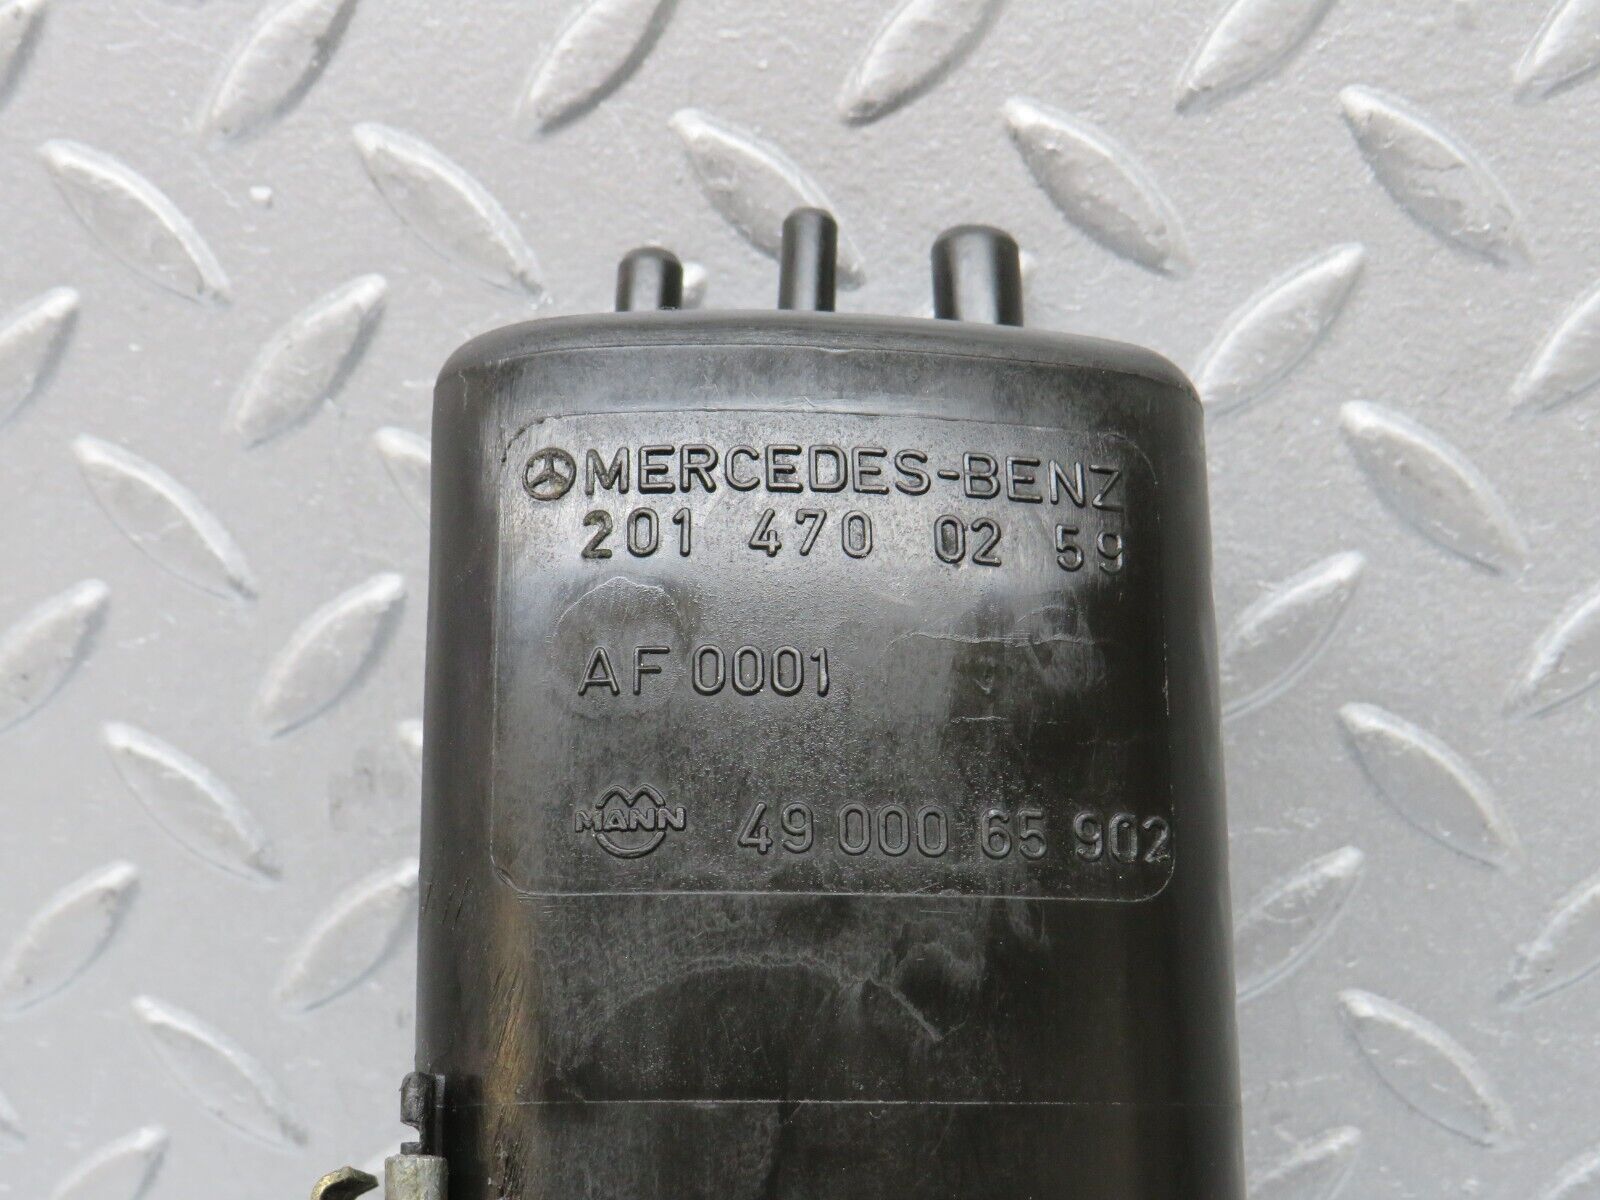 MERCEDES-BENZ
201 470 02 59
AF 0001
MANN 49 000 65 902